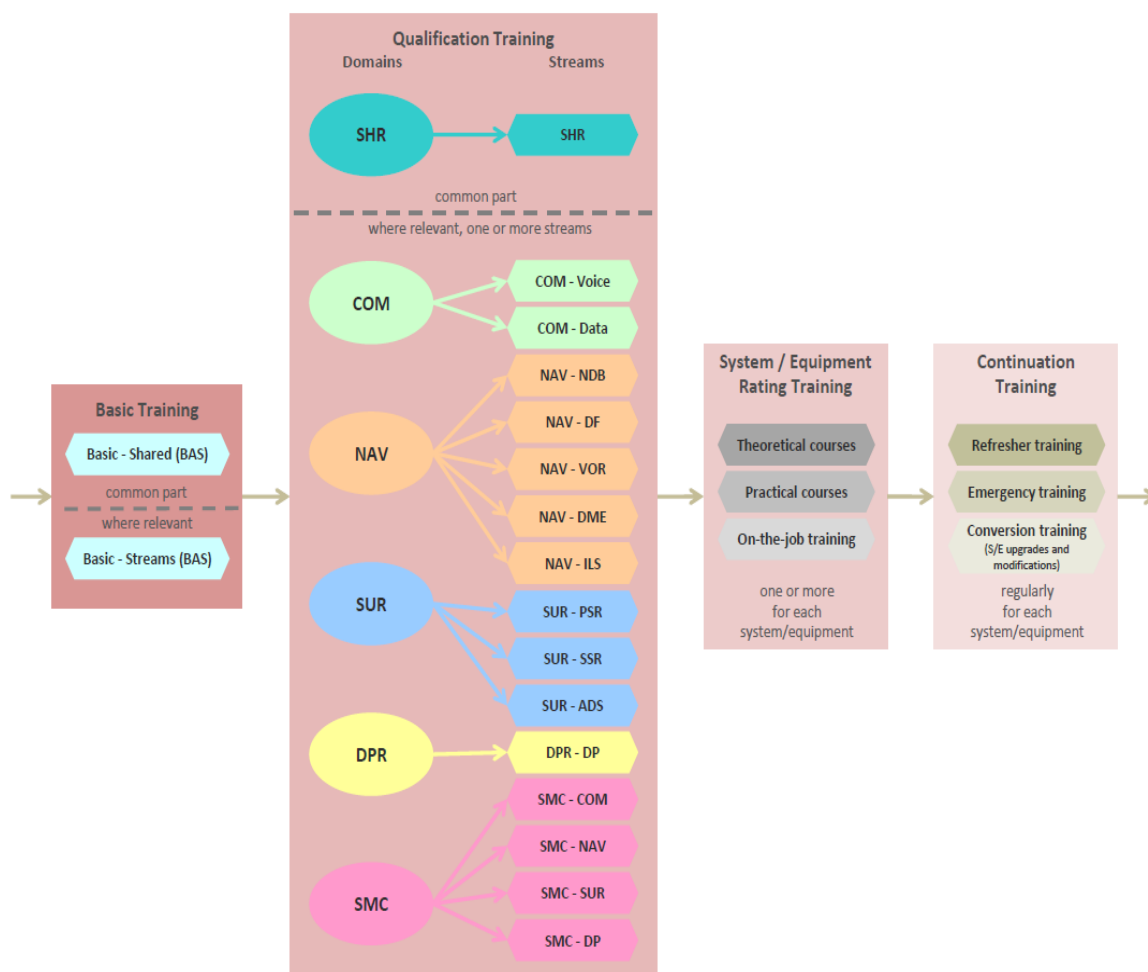 Basic Training
Basic - Shared (BAS)
common part
where relevant
Basic - Streams (BAS)
Qualification Training
Domains
Streams
SHR
SHR
common part
where relevant, one or more streams
COM
COM - Voice
COM - Data
NAV
NAV - NDB
NAV - DF
NAV - VOR
NAV - DME
NAV - ILS
SUR
SUR - PSR
SUR - SSR
SUR - ADS
DPR
DPR - DP
SMC
SMC - COM
SMC - NAV
SMC - SUR
SMC - DP
System / Equipment
Rating Training
Theoretical courses
Practical courses
On-the-job training
one or more
for each
system/equipment
Continuation
Training
Refresher training
Emergency training
Conversion training
(S/E upgrades and
modifications)
regularly
for each
system/equipment